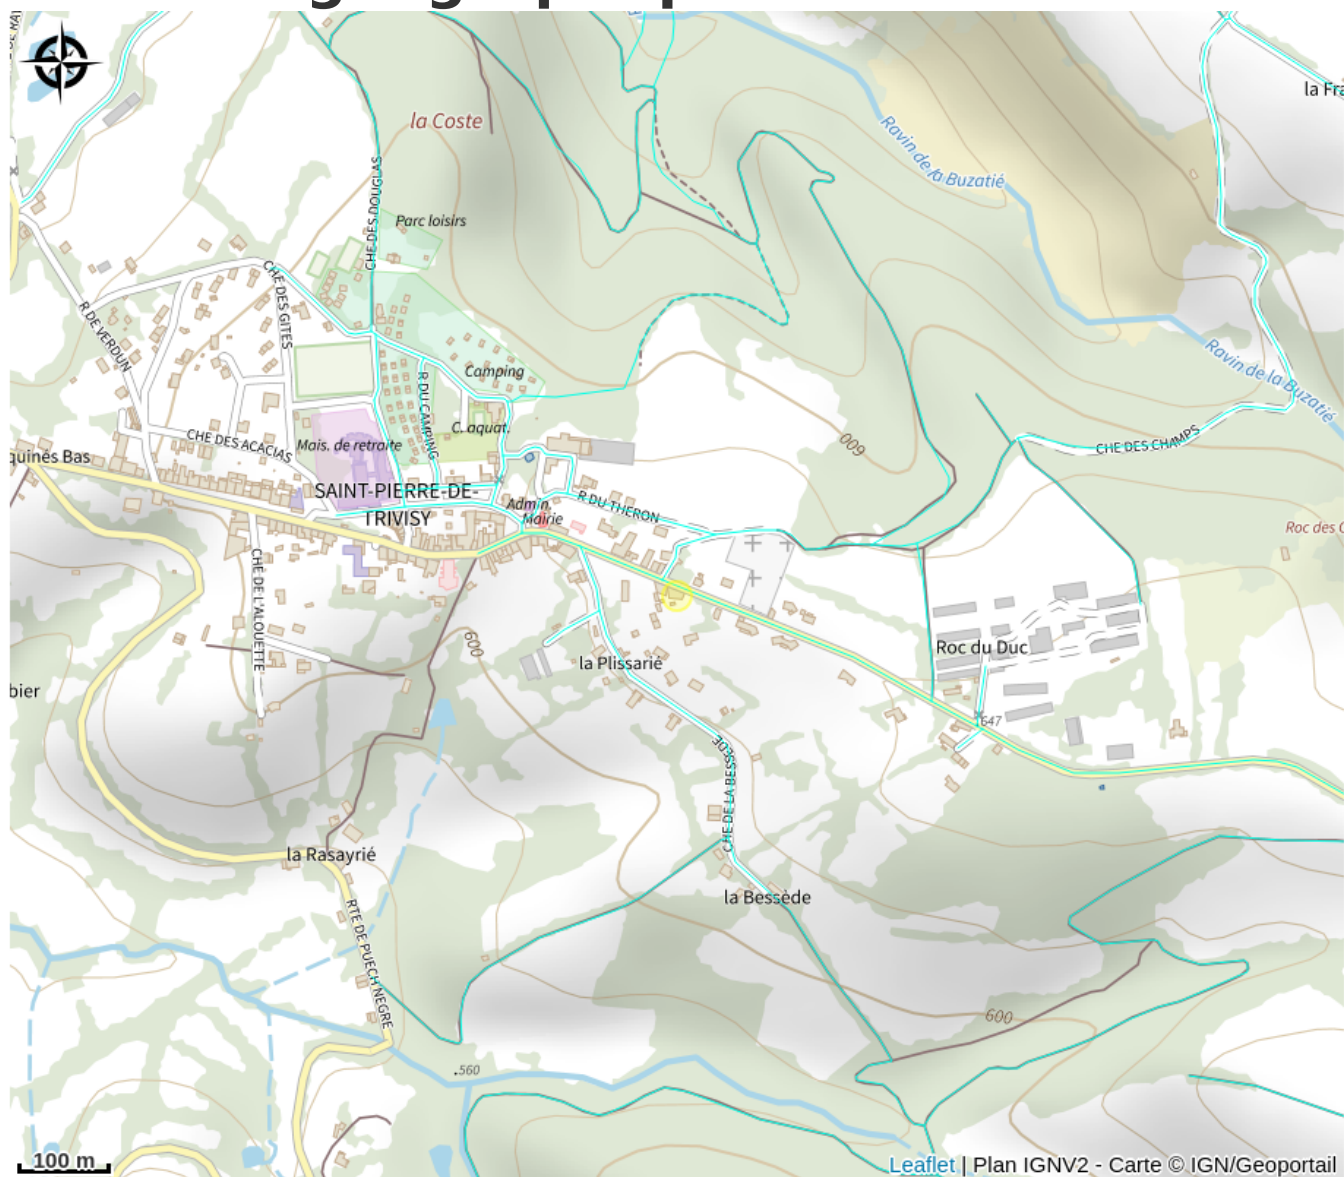 la Coste
Ravin de la Buzatié
Parc loisirs
CHE DES DOUGLAS
CHE DES GITES
R DE VERDUN
Ravin de la Buzatié
Camping
R DU CAMPING
C. aquat.
600
CHE DES CHAMPS
CHE DES ACACIAS
Mais. de retraite
quinés Bas
SAINT-PIERRE-DE-
TRIVISY
Admin.
Mairie
R DU THERON
Roc des
CHE DE L'ALOUETTE
600
la Plissarié
Roc du Duc
bier
647
CHE DE LA BESSÈDE
la Rasayrié
la Bessède
RTE DE PUECH NEGRE
600
.560
100 m
Leaflet | Plan IGNV2 - Carte © IGN/Geoportail